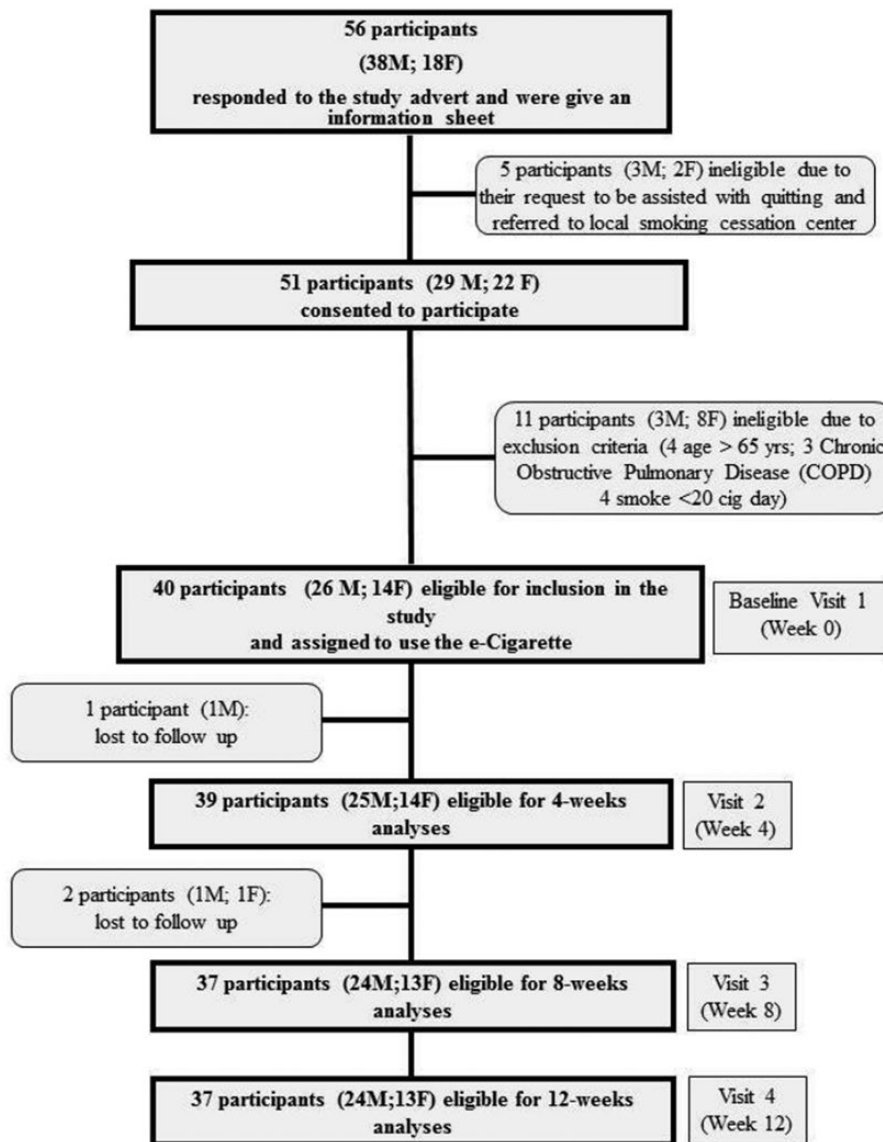 56 participants
(38M; 18F)
responded to the study advert and were give an
information sheet
5 participants (3M; 2F) ineligible due to
their request to be assisted with quitting and
referred to local smoking cessation center
51 participants (29 M; 22 F)
consented to participate
11 participants (3M; 8F) ineligible due to
exclusion criteria (4 age > 65 yrs; 3 Chronic
Obstructive Pulmonary Disease (COPD)
4 smoke <20 cig day)
40 participants (26 M; 14F) eligible for inclusion in the
study
and assigned to use the e-Cigarette
Baseline Visit 1
(Week 0)
1 participant (1M):
lost to follow up
39 participants (25M;14F) eligible for 4-weeks
analyses
Visit 2
(Week 4)
2 participants (1M; 1F):
lost to follow up
37 participants (24M;13F) eligible for 8-weeks
analyses
Visit 3
(Week 8)
37 participants (24M;13F) eligible for 12-weeks
analyses
Visit 4
(Week 12)